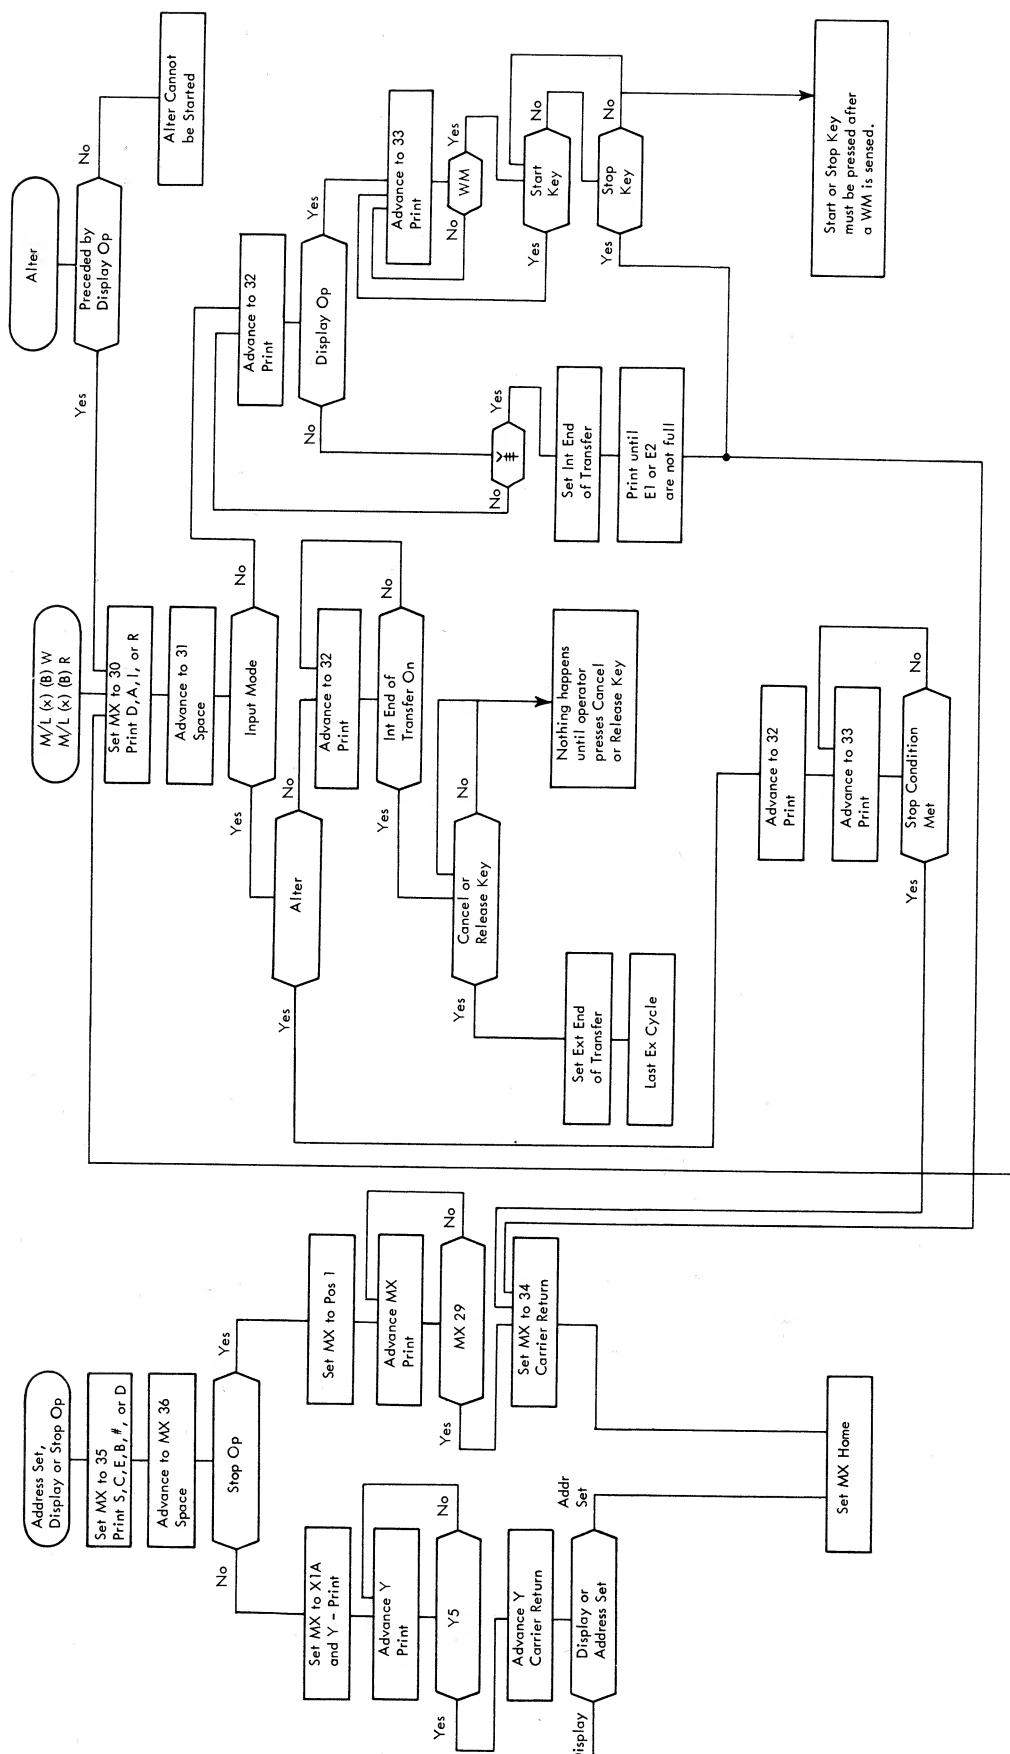 Address Set,
Display or Stop Op
Set MX to 35
Print S,C,E,B,#, or D
Advance to MX 36
Space
Stop Op
No
Yes
Set MX to X1A
and Y - Print
Advance Y
Print
Y5
No
Yes
Advance Y
Carrier Return
Display or
Address Set
Display
Addr
Set
Set MX to Pos 1
Advance MX
Print
MX 29
No
Yes
Set MX to 34
Carrier Return
Set MX Home
M/L (x) (B) W
M/L (x) (B) R
Set MX to 30
Print D, A, I, or R
Advance to 31
Space
Input Mode
Yes
No
Alter
Yes
No
Advance to 32
Print
Int End of
Transfer On
Yes
No
Cancel or
Release Key
Yes
No
Set Ext End
of Transfer
Last Ex Cycle
Nothing happens
until operator
presses Cancel
or Release Key
Advance to 32
Print
Advance to 33
Print
Stop Condition
Met
Yes
No
Alter
Preceded by
Display Op
Yes
No
Alter Cannot
be Started
Advance to 32
Print
Display Op
No
Yes
No
Yes
Set Int End
of Transfer
Print until
E1 or E2
are not full
Advance to 33
Print
WM
No
Yes
Start
Key
Yes
No
Stop
Key
Yes
No
Start or Stop Key
must be pressed after
a WM is sensed.